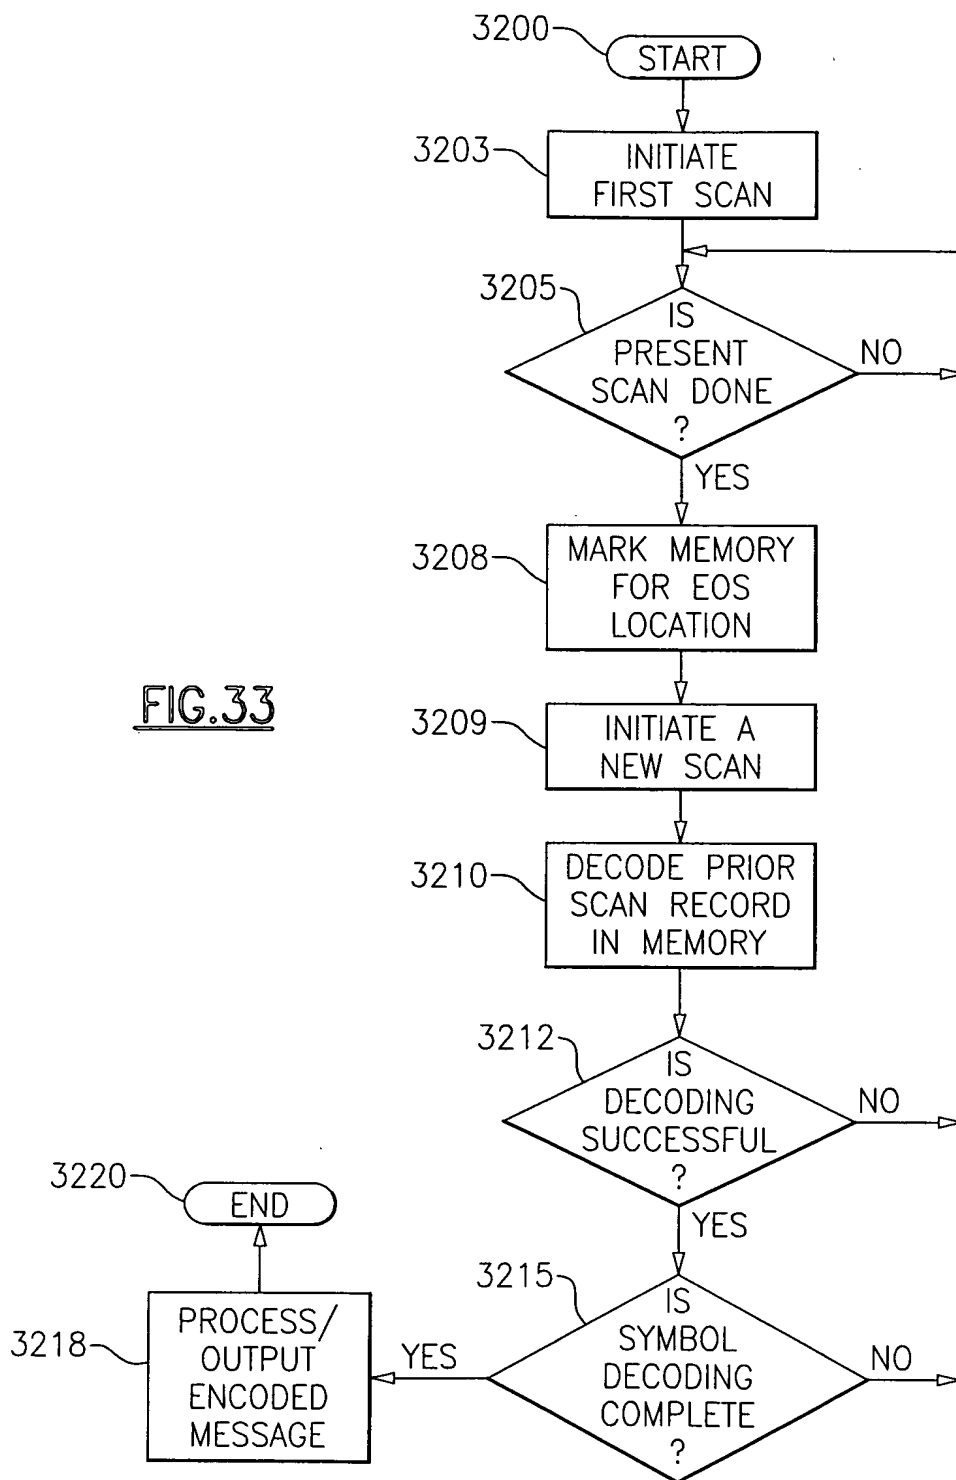 3200
START
3203
INITIATE
FIRST SCAN
3205
IS
PRESENT
SCAN DONE
?
NO
YES
3208
MARK MEMORY
FOR EOS
LOCATION
FIG.33
3209
INITIATE A
NEW SCAN
3210
DECODE PRIOR
SCAN RECORD
IN MEMORY
3212
IS
DECODING
SUCCESSFUL
?
NO
YES
3215
IS
SYMBOL
DECODING
COMPLETE
?
NO
YES
3218
PROCESS/
OUTPUT
ENCODED
MESSAGE
3220
END